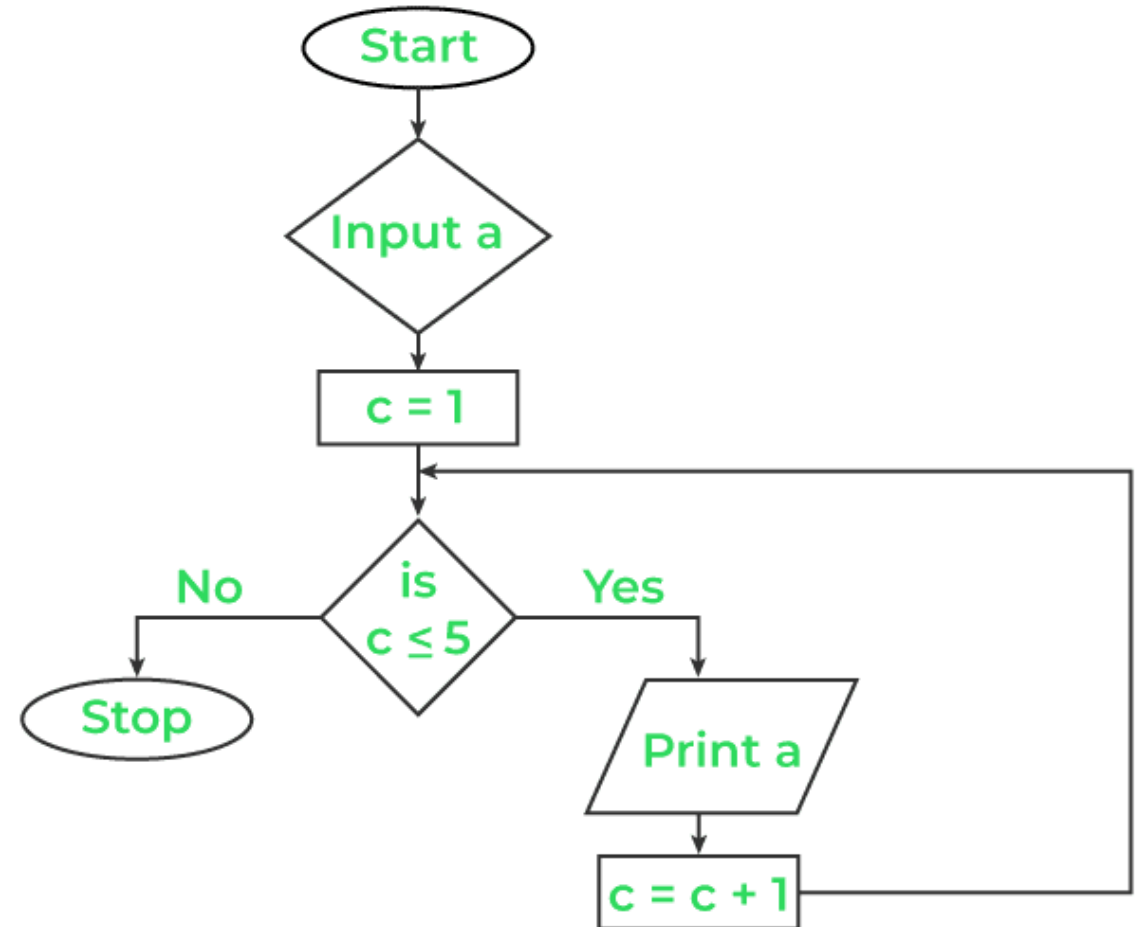 Start
Input a
c = 1
is
c ≤ 5
No
Yes
Stop
Print a
c = c + 1